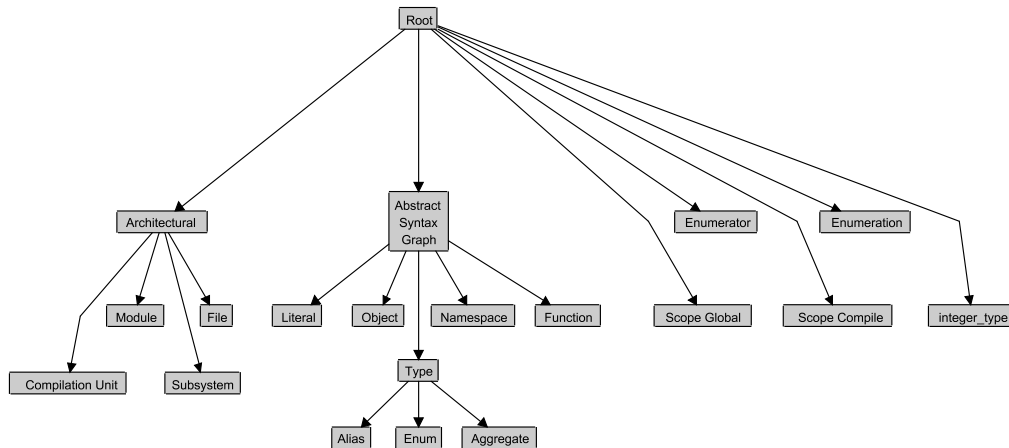 Root
Architectural
Abstract
Syntax
Graph
Enumerator
Enumeration
Literal
Object
Namespace
Function
Module
File
Scope Global
Scope Compile
integer_type
Compilation Unit
Subsystem
Type
Alias
Enum
Aggregate